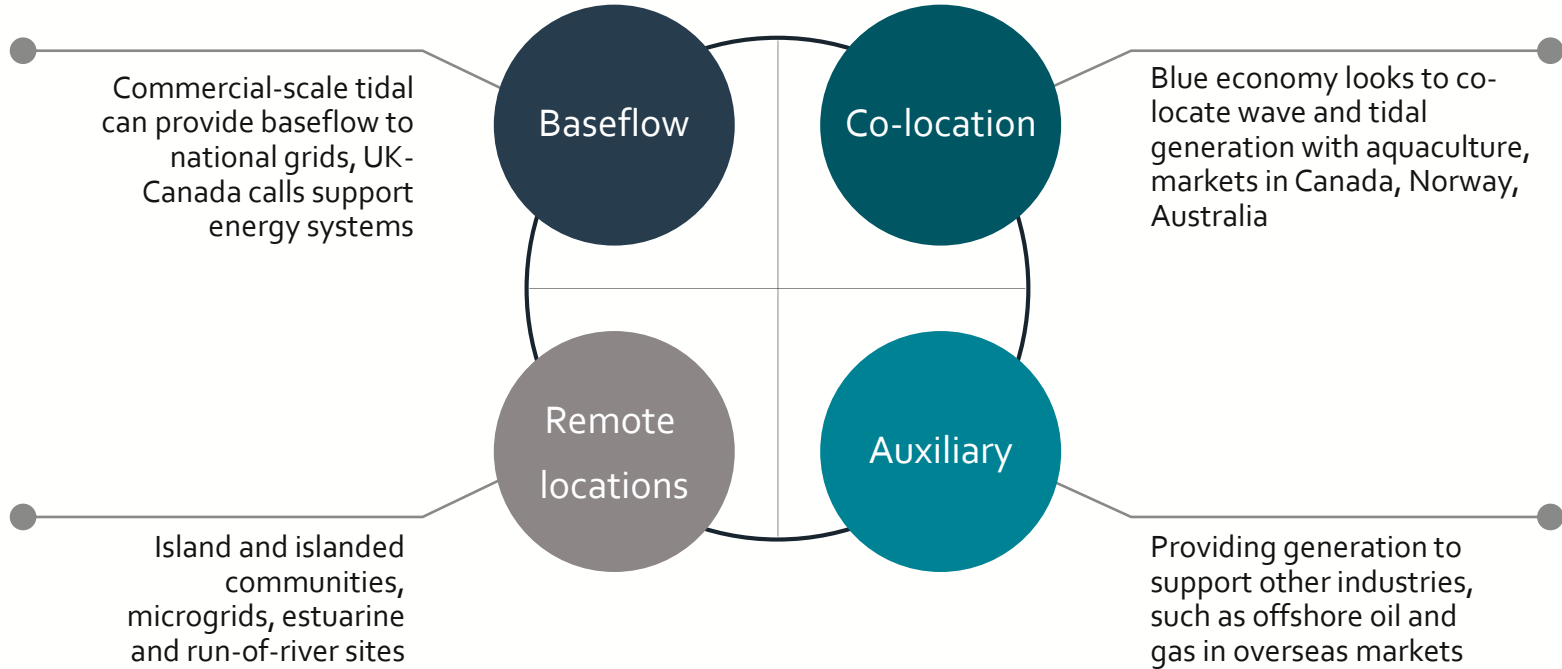 Baseflow
Commercial-scale tidal
can provide baseflow to
national grids, UK-
Canada calls support
energy systems
Co-location
Blue economy looks to co-
locate wave and tidal
generation with aquaculture,
markets in Canada, Norway,
Australia
Remote
locations
Island and islanded
communities,
microgrids, estuarine
and run-of-river sites
Auxiliary
Providing generation to
support other industries,
such as offshore oil and
gas in overseas markets